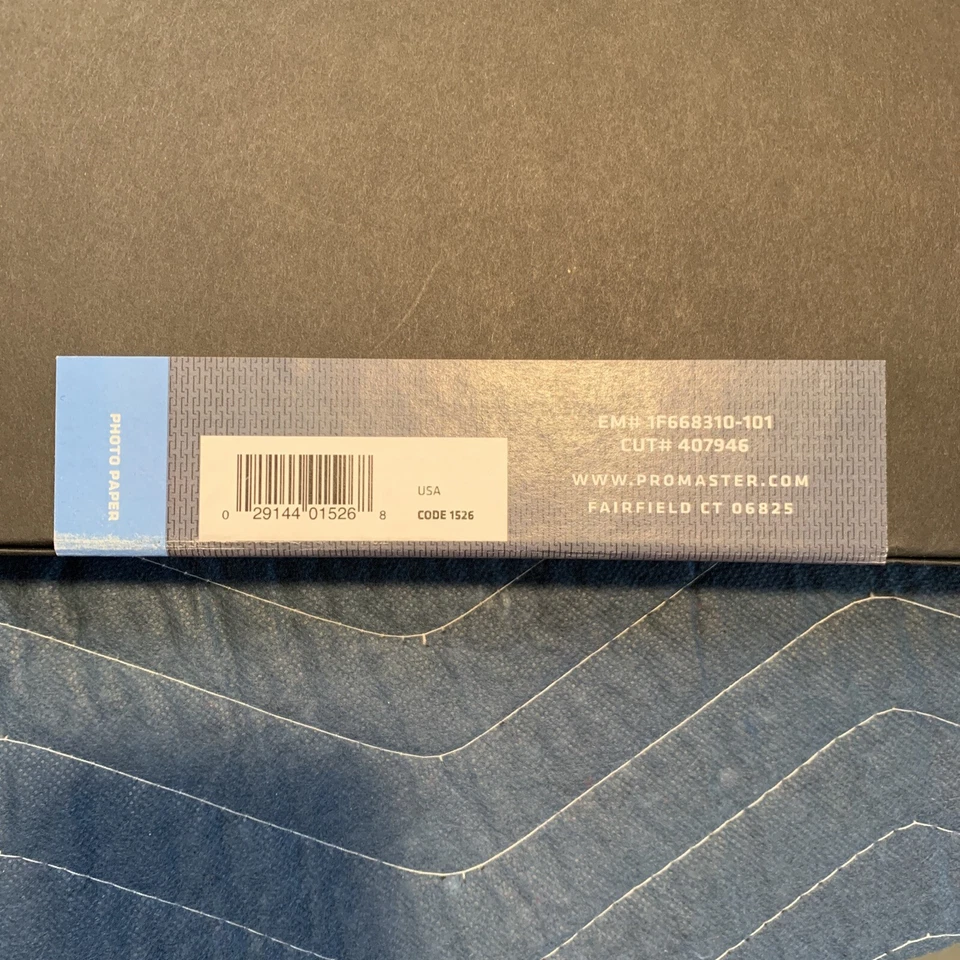 PHOTO PAPER
0 29144 01526 8
USA
CODE 1526
EM# 1F668310-101
CUT# 407946
WWW.PROMASTER.COM
FAIRFIELD CT 06825